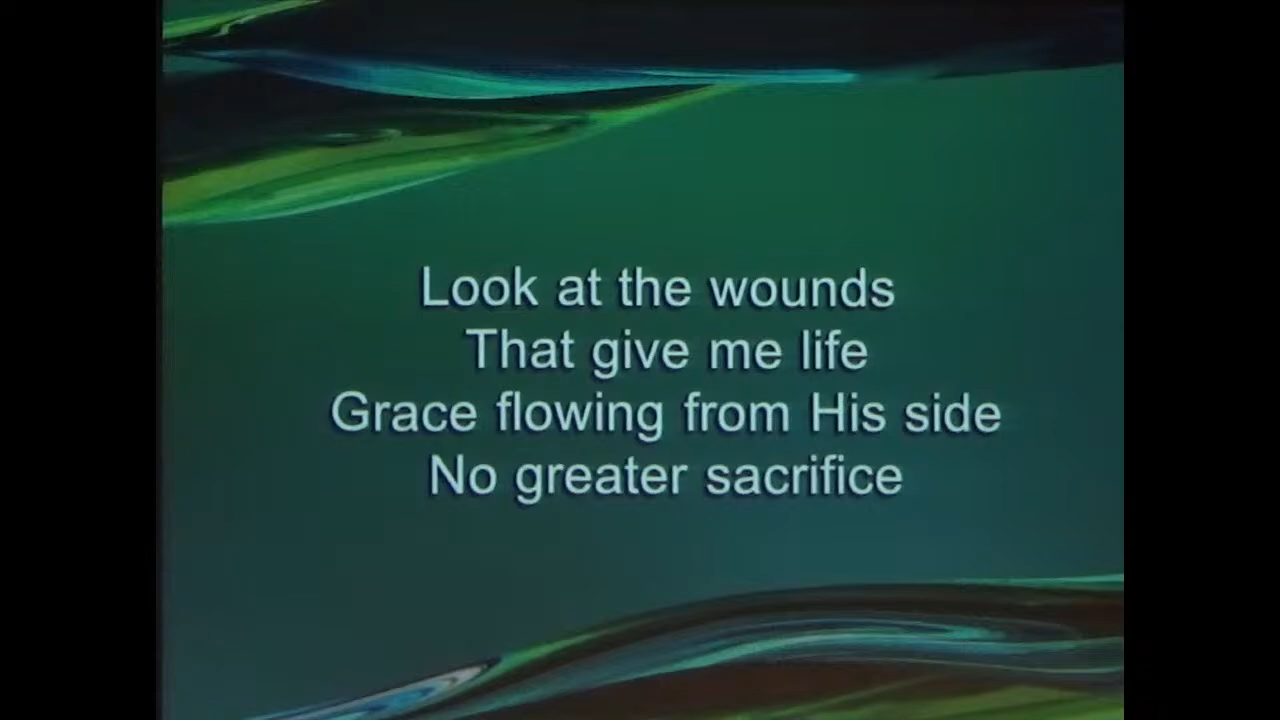 Look at the wounds
That give me life
Grace flowing from His side
No greater sacrifice